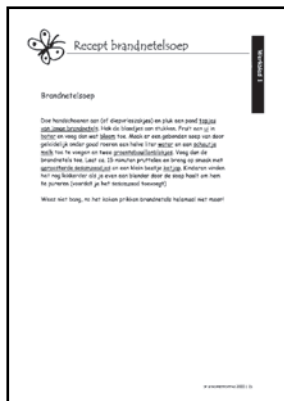 Recept brandnetelsoep
Werkblad 1
Brandnetelsoep
Doe handschoenen aan (of diepvrieszakjes) en pluk een pond topjes
van jonge brandnetels. Hak de blaadjes aan stukken. Fruit een ui in
boter en voeg dan wat bloem toe. Maak er een gebonden soep van door
geleidelijk onder goed roeren een halve liter water en een scheutje
melk toe te voegen en twee groentebouillonblokjes. Voeg dan de
brandnetels toe. Laat ca. 15 minuten pruttelen en breng op smaak met
geroosterde sesamzaadjes en een klein beetje ketjap. Kinderen vinden
het nog lekkerder als je even een blender door de soep haalt om hem
te pureren (voordat je het sesamzaad toevoegt)
Wees niet bang, na het koken prikken brandnetels helemaal niet meer!